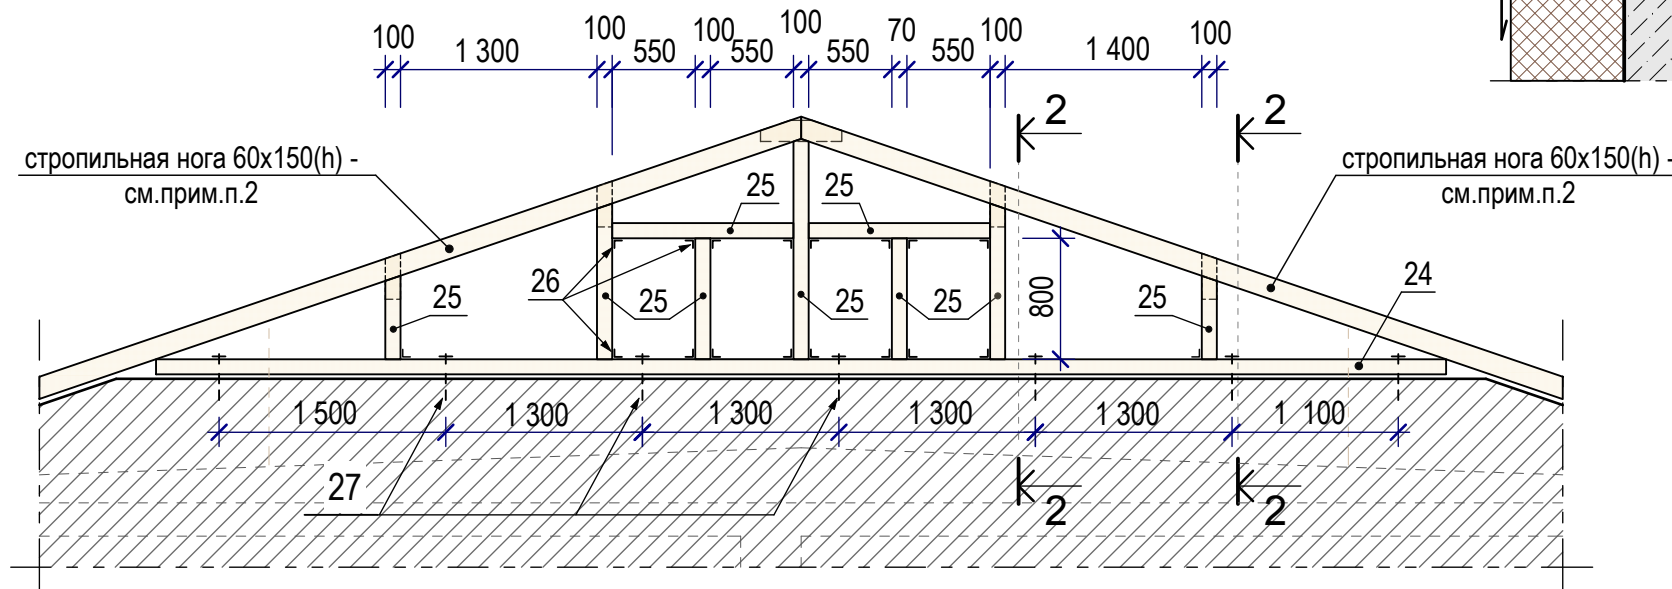 100 1 300 100 550 100 550 100 550 70 550 100 1 400 100
2 2
стропильная нога 60х150(h) -
см.прим.п.2
стропильная нога 60х150(h) -
см.прим.п.2
25 25
26 25 25 25 25 25 800 25 24
1 500 1 300 1 300 1 300 1 300 1 100
27
2 2